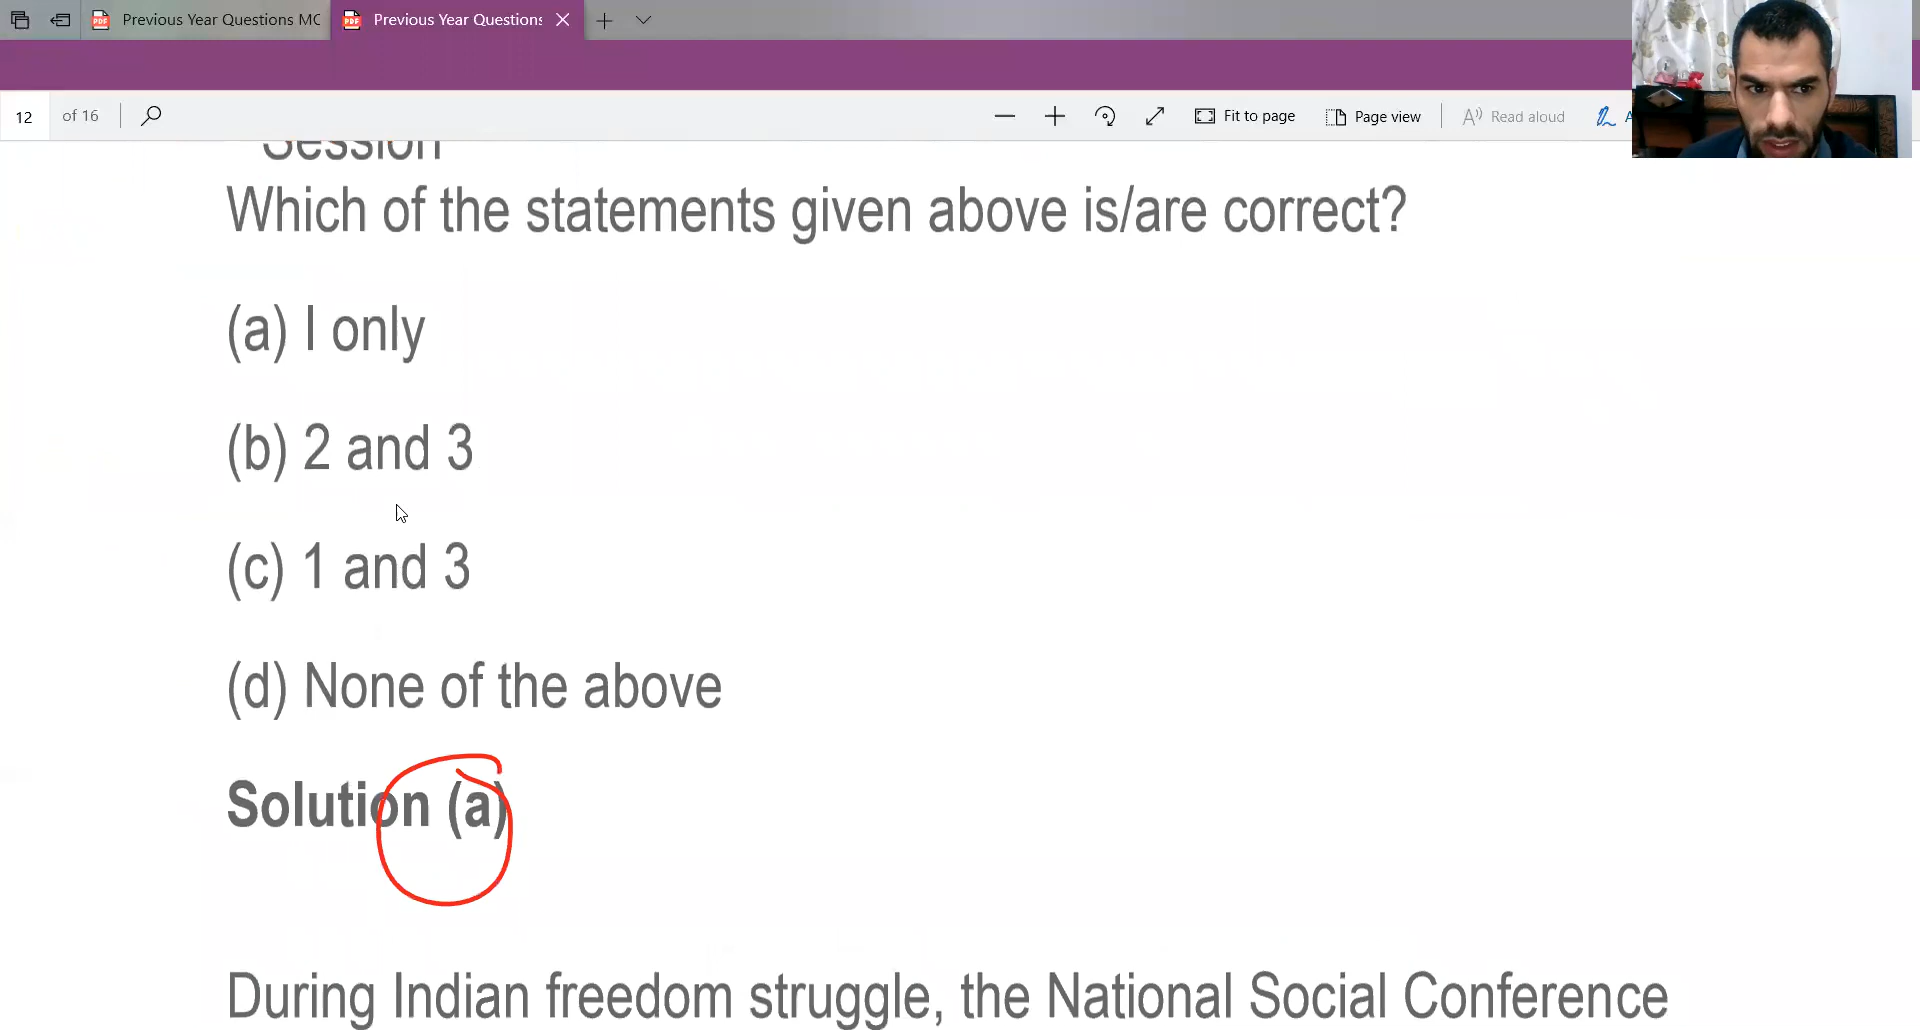 Previous Year Questions MC
Previous Year Questions
12 of 16
Fit to page
Page view
Read aloud
Session
Which of the statements given above is/are correct?
(a) I only
(b) 2 and 3
(c) 1 and 3
(d) None of the above
Solution (a)
During Indian freedom struggle, the National Social Conference